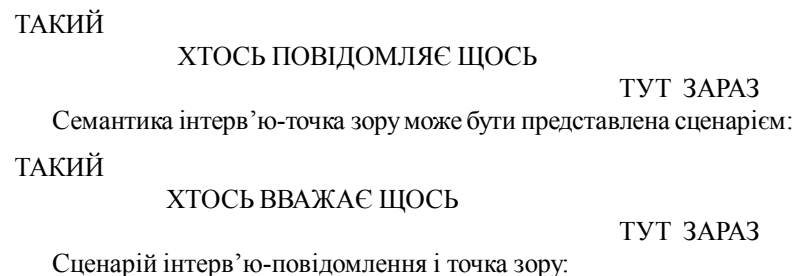 ТАКИЙ
ХТОСЬ ПОВІДОМЛЯЄ ЩОСЬ
ТУТ ЗАРАЗ
Семантика інтерв’ю-точка зору може бути представлена сценарієм:
ТАКИЙ
ХТОСЬ ВВАЖАЄ ЩОСЬ
ТУТ ЗАРАЗ
Сценарій інтерв’ю-повідомлення і точка зору: